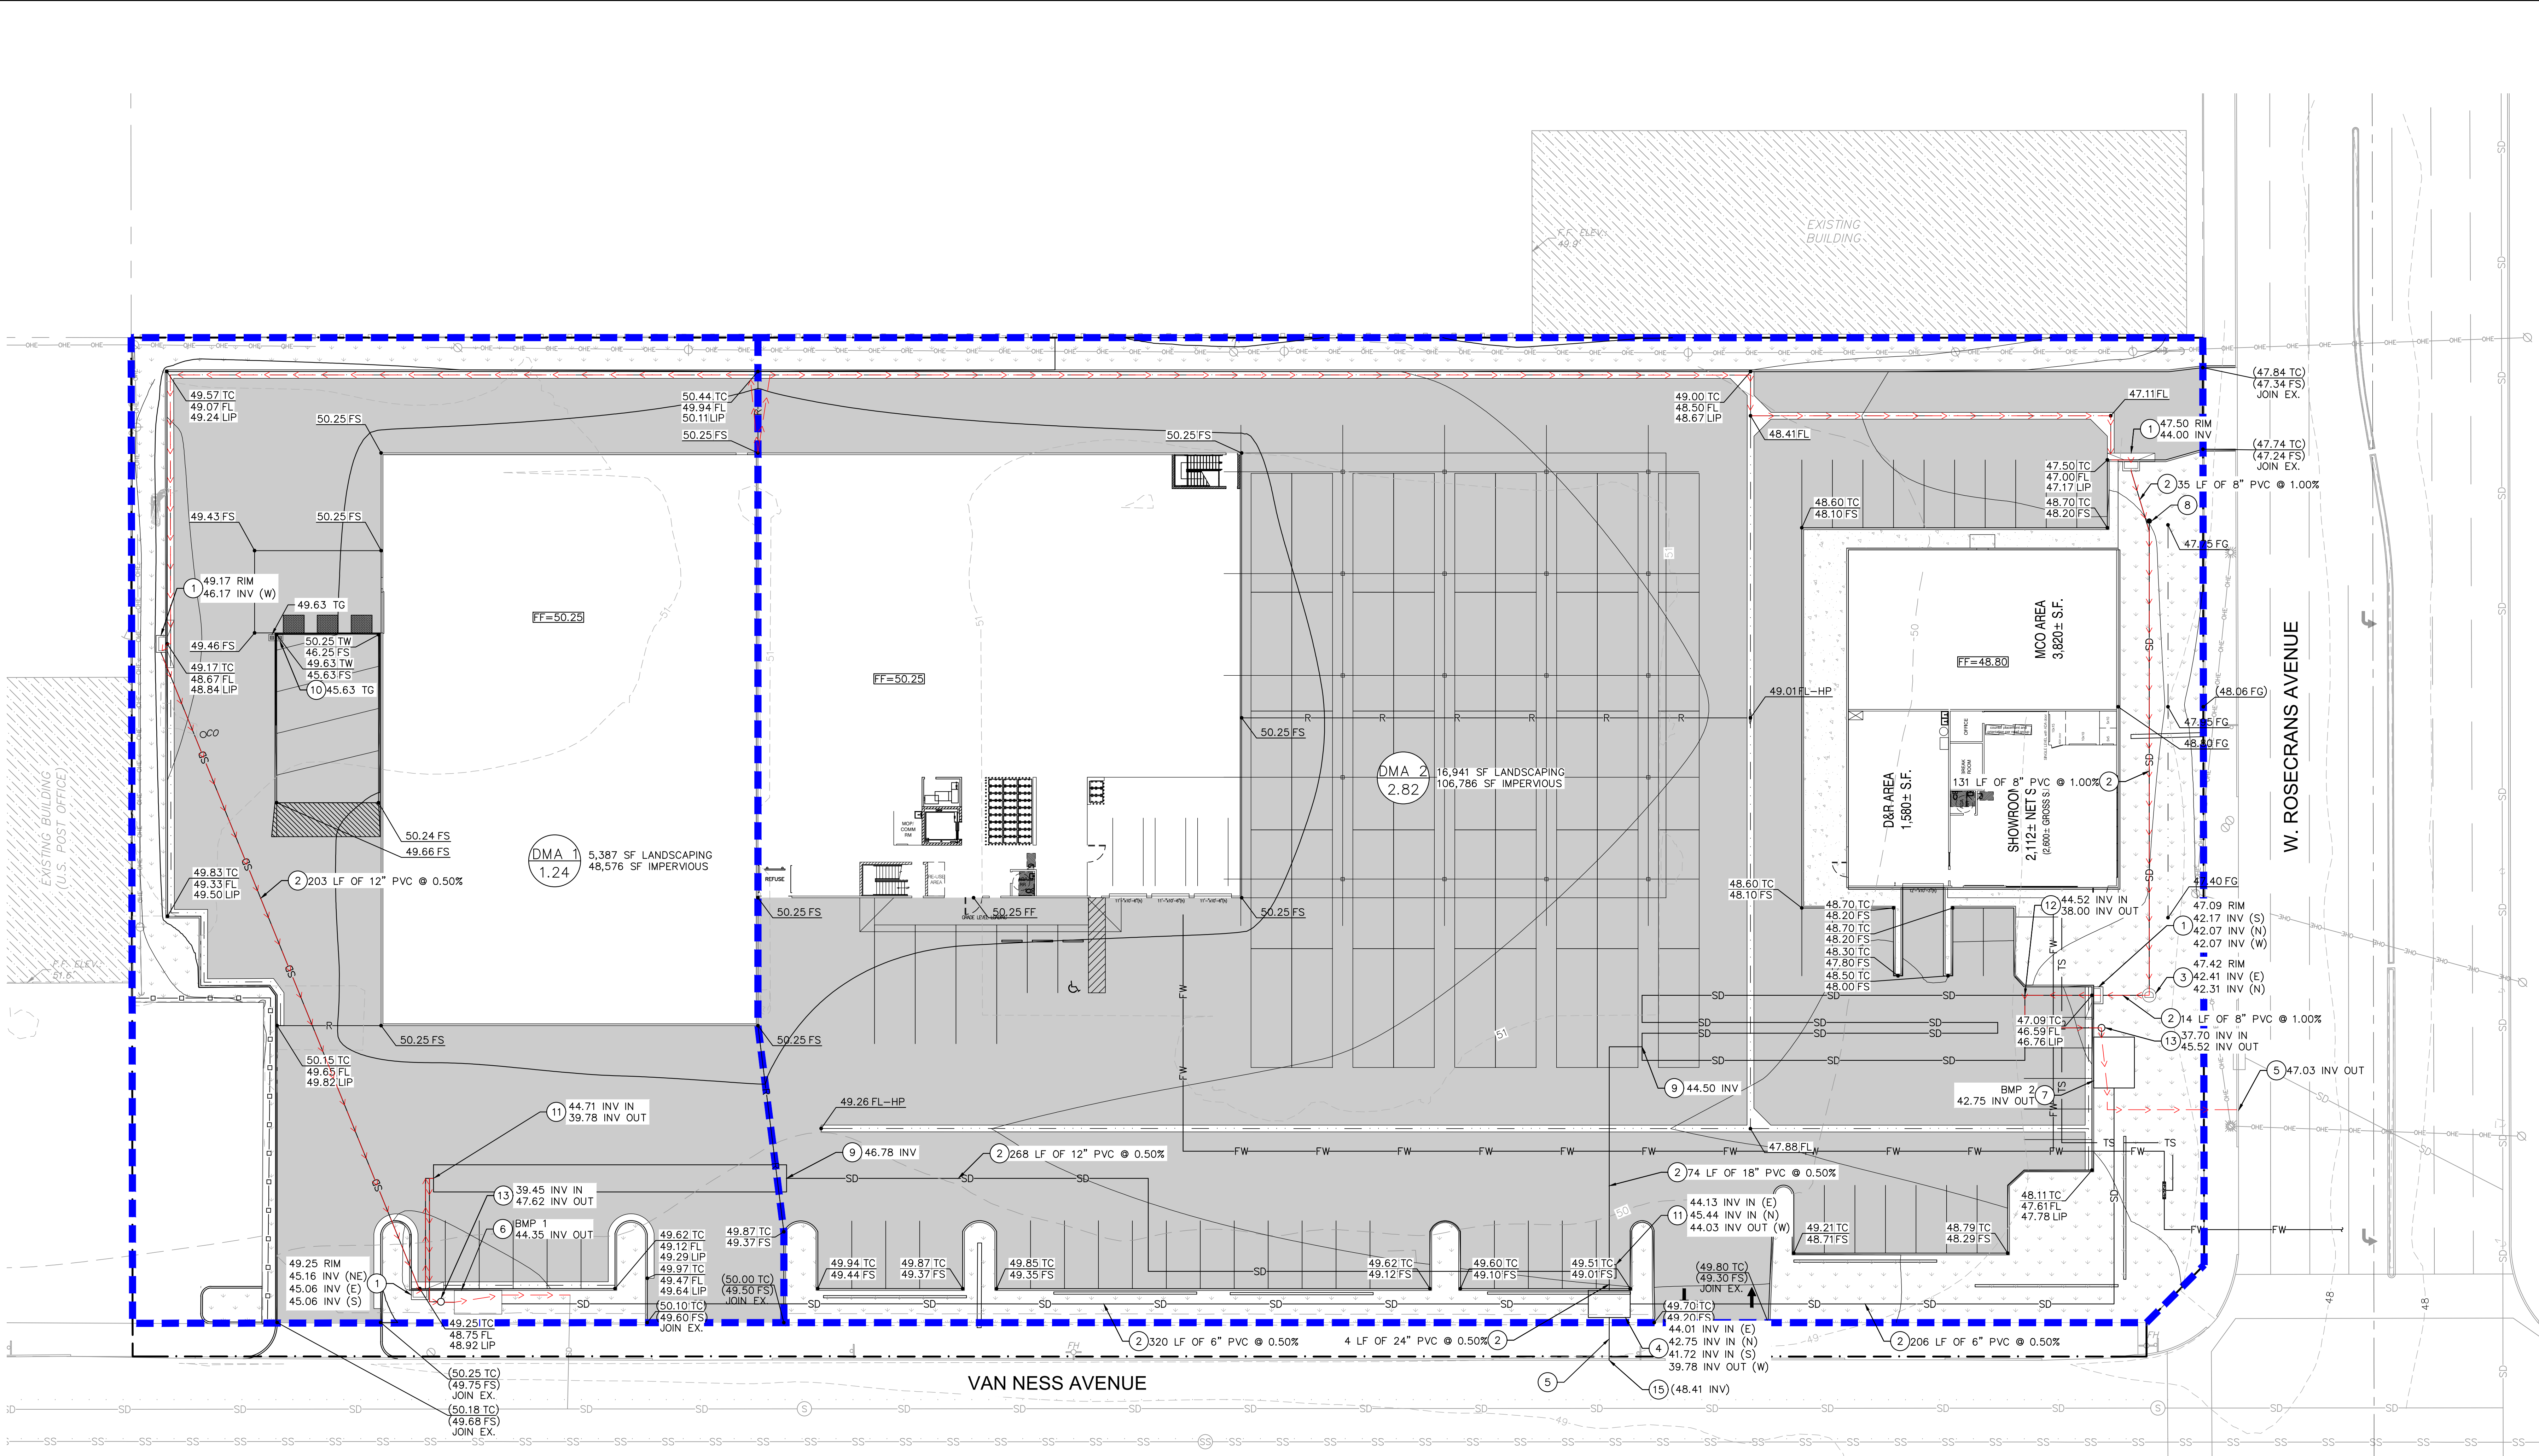 EXISTING
BUILDING
F.F. ELEV.:
49.9'
49.57 TC
49.07 FL
49.24 LIP
50.25 FS
50.44 TC
49.94 FL
50.11 LIP
50.25 FS
50.25 FS
49.00 TC
48.50 FL
48.67 LIP
48.41 FL
47.11 FL
(47.84 TC)
(47.34 FS)
JOIN EX.
1
47.50 RIM
44.00 INV
(47.74 TC)
(47.24 FS)
JOIN EX.
47.50 TC
47.00 FL
47.17 LIP
2
35 LF OF 8" PVC @ 1.00%
8
48.60 TC
48.10 FS
48.70 TC
48.20 FS
49.43 FS
50.25 FS
1
49.17 RIM
46.17 INV (W)
49.63 TG
49.46 FS
50.25 TW
46.25 FS
49.63 TW
45.63 FS
10
45.63 TG
49.17 TC
48.67 FL
48.84 LIP
CO
FF=50.25
FF=50.25
FF=48.80
MCO AREA
3,820± S.F.
49.01 FL-HP
(48.06 FG)
48.80 FG
50.25 FS
DMA 2
2.82
16,941 SF LANDSCAPING
106,786 SF IMPERVIOUS
131 LF OF 8" PVC @ 1.00%
2
OFFICE
BREAK
ROOM
D&R AREA
1,580± S.F.
SHOWROOM
2,112± NET S
(2,600± GROSS S.F
W. ROSECRANS AVENUE
EXISTING BUILDING
(U.S. POST OFFICE)
F.F. ELEV.:
51.6'
50.24 FS
49.66 FS
DMA 1
1.24
5,387 SF LANDSCAPING
48,576 SF IMPERVIOUS
2
203 LF OF 12" PVC @ 0.50%
49.83 TC
49.33 FL
49.50 LIP
MOP/
COMM
RM
REFUSE
50.25 FS
50.25 FF
50.25 FS
48.60 TC
48.10 FS
48.70 TC
48.20 FS
48.70 TC
48.20 FS
48.30 TC
47.80 FS
48.50 TC
48.00 FS
12
44.52 INV IN
38.00 INV OUT
1
47.09 RIM
42.17 INV (S)
42.07 INV (N)
42.07 INV (W)
3
47.42 RIM
42.41 INV (E)
42.31 INV (N)
2
14 LF OF 8" PVC @ 1.00%
47.09 TC
46.59 FL
46.76 LIP
13
37.70 INV IN
45.52 INV OUT
5
47.03 INV OUT
BMP 2
7
42.75 INV OUT
9
44.50 INV
50.25 FS
50.25 FS
50.15 TC
49.65 FL
49.82 LIP
49.26 FL-HP
47.88 FL
11
44.71 INV IN
39.78 INV OUT
9
46.78 INV
2
268 LF OF 12" PVC @ 0.50%
2
74 LF OF 18" PVC @ 0.50%
13
39.45 INV IN
47.62 INV OUT
6
BMP 1
44.35 INV OUT
11
44.13 INV IN (E)
45.44 INV IN (N)
44.03 INV OUT (W)
48.11 TC
47.61 FL
47.78 LIP
49.62 TC
49.12 FL
49.29 LIP
49.97 TC
49.47 FL
49.64 LIP
(50.10 TC)
(49.60 FS)
JOIN EX.
49.87 TC
49.37 FS
(50.00 TC)
(49.50 FS)
JOIN EX.
49.94 TC
49.44 FS
49.87 TC
49.37 FS
49.85 TC
49.35 FS
49.62 TC
49.12 FS
49.60 TC
49.10 FS
49.51 TC
49.01 FS
49.21 TC
48.71 FS
48.79 TC
48.29 FS
(49.80 TC)
(49.30 FS)
JOIN EX.
(49.70 TC)
(49.20 FS)
49.25 RIM
45.16 INV (NE)
45.06 INV (E)
45.06 INV (S)
1
49.25 TC
48.75 FL
48.92 LIP
2
320 LF OF 6" PVC @ 0.50%
4 LF OF 24" PVC @ 0.50%
2
4
44.01 INV IN (E)
42.75 INV IN (N)
41.72 INV IN (S)
39.78 INV OUT (W)
2
206 LF OF 6" PVC @ 0.50%
(50.25 TC)
(49.75 FS)
JOIN EX.
(50.18 TC)
(49.68 FS)
JOIN EX.
VAN NESS AVENUE
5
15
(48.41 INV)